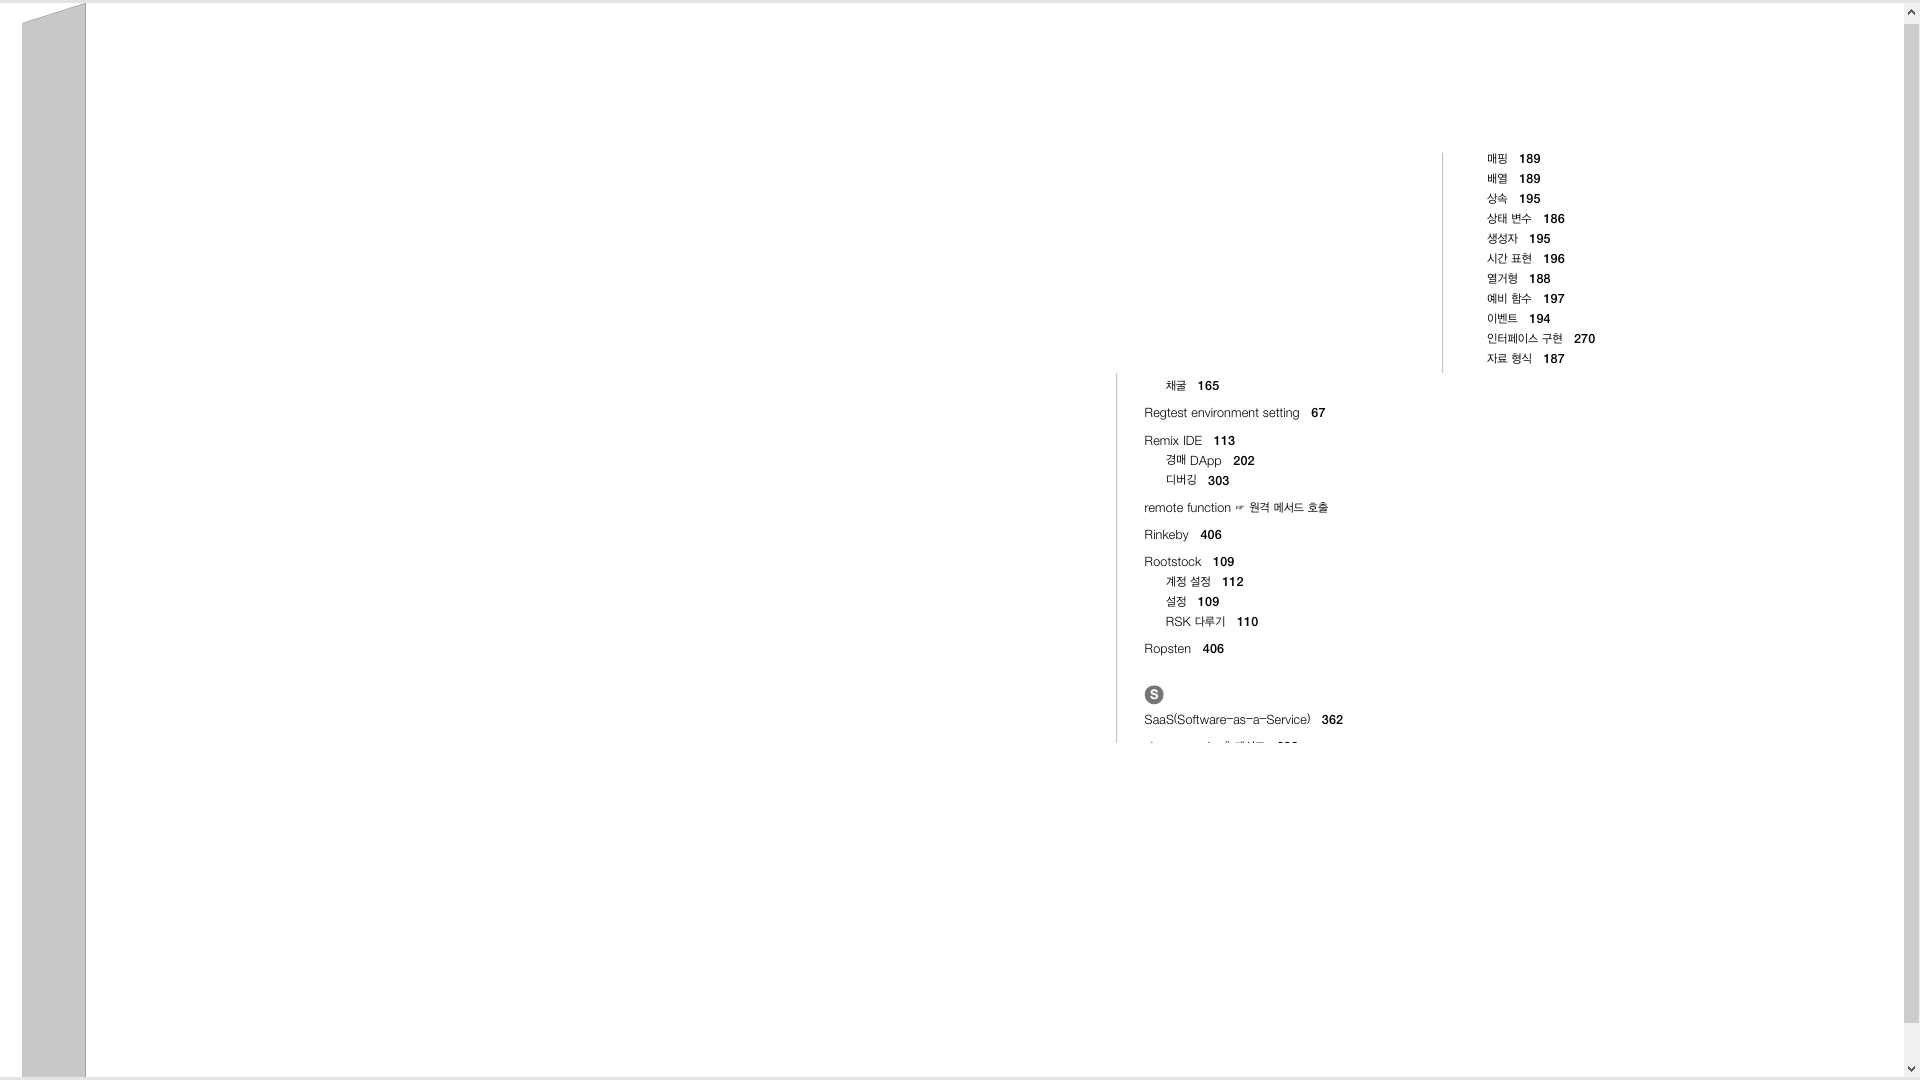 채굴 165
Regtest environment setting 67
Remix IDE 113
경매 DApp 202
디버깅 303
remote function ☞ 원격 메서드 호출
Rinkeby 406
Rootstock 109
계정 설정 112
설정 109
RSK 다루기 110
Ropsten 406
S
SaaS(Software-as-a-Service) 362
매핑 189
배열 189
상속 195
상태 변수 186
생성자 195
시간 표현 196
열거형 188
예비 함수 197
이벤트 194
인터페이스 구현 270
자료 형식 187